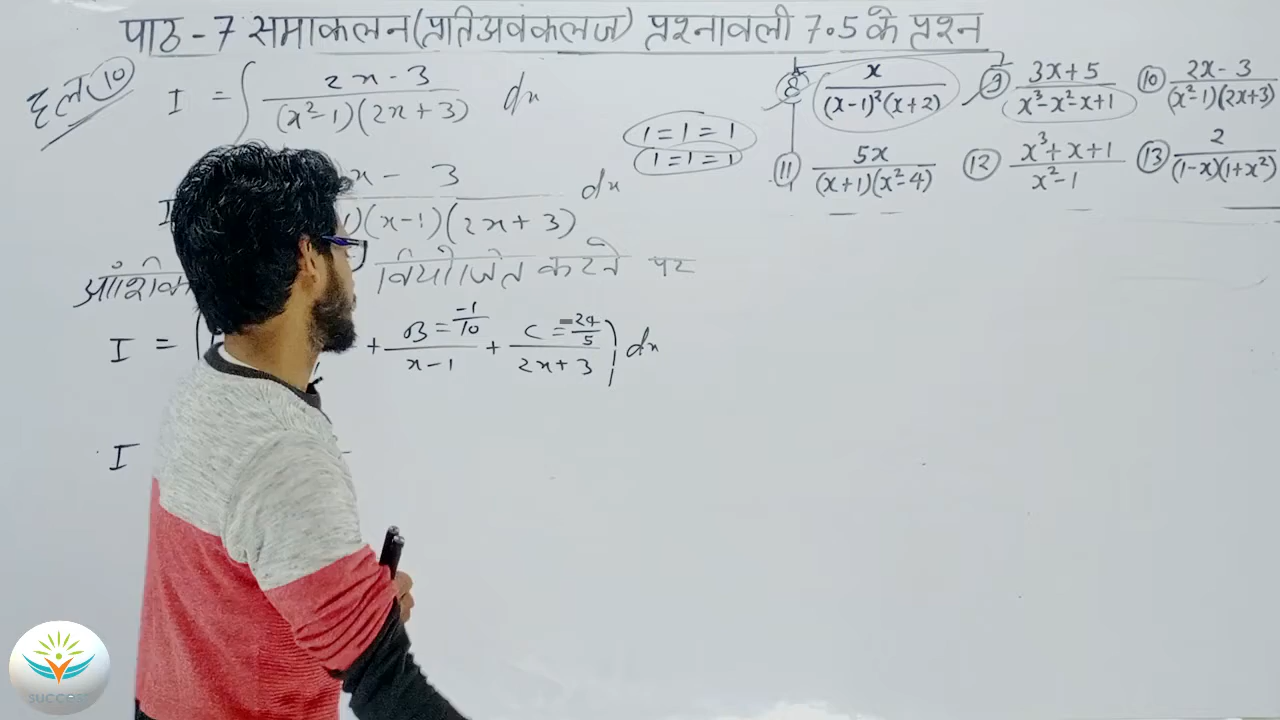 पाठ - 7 समाकलन (प्रतिअवकलज) प्रश्नावली 7.5 के प्रश्न
हल 10
I = ∫ (2x - 3)/((x²-1)(2x + 3)) dx
1 = 1 = 1
1 = 1 = 1
8 x/((x-1)²(x+2)) 9 (3x+5)/(x³-x²-x+1) 10 (2x-3)/((x²-1)(2x+3))
11 5x/((x+1)(x²-4)) 12 (x³+x+1)/(x²-1) 13 2/((1-x)(1+x²))
I x - 3 / )(x-1)(2x + 3) dx
वियोजित करने पर
I = ( + (B = -1/10)/(x-1) + (C = -24/5)/(2x+3) ) dx
I
SUCCESS